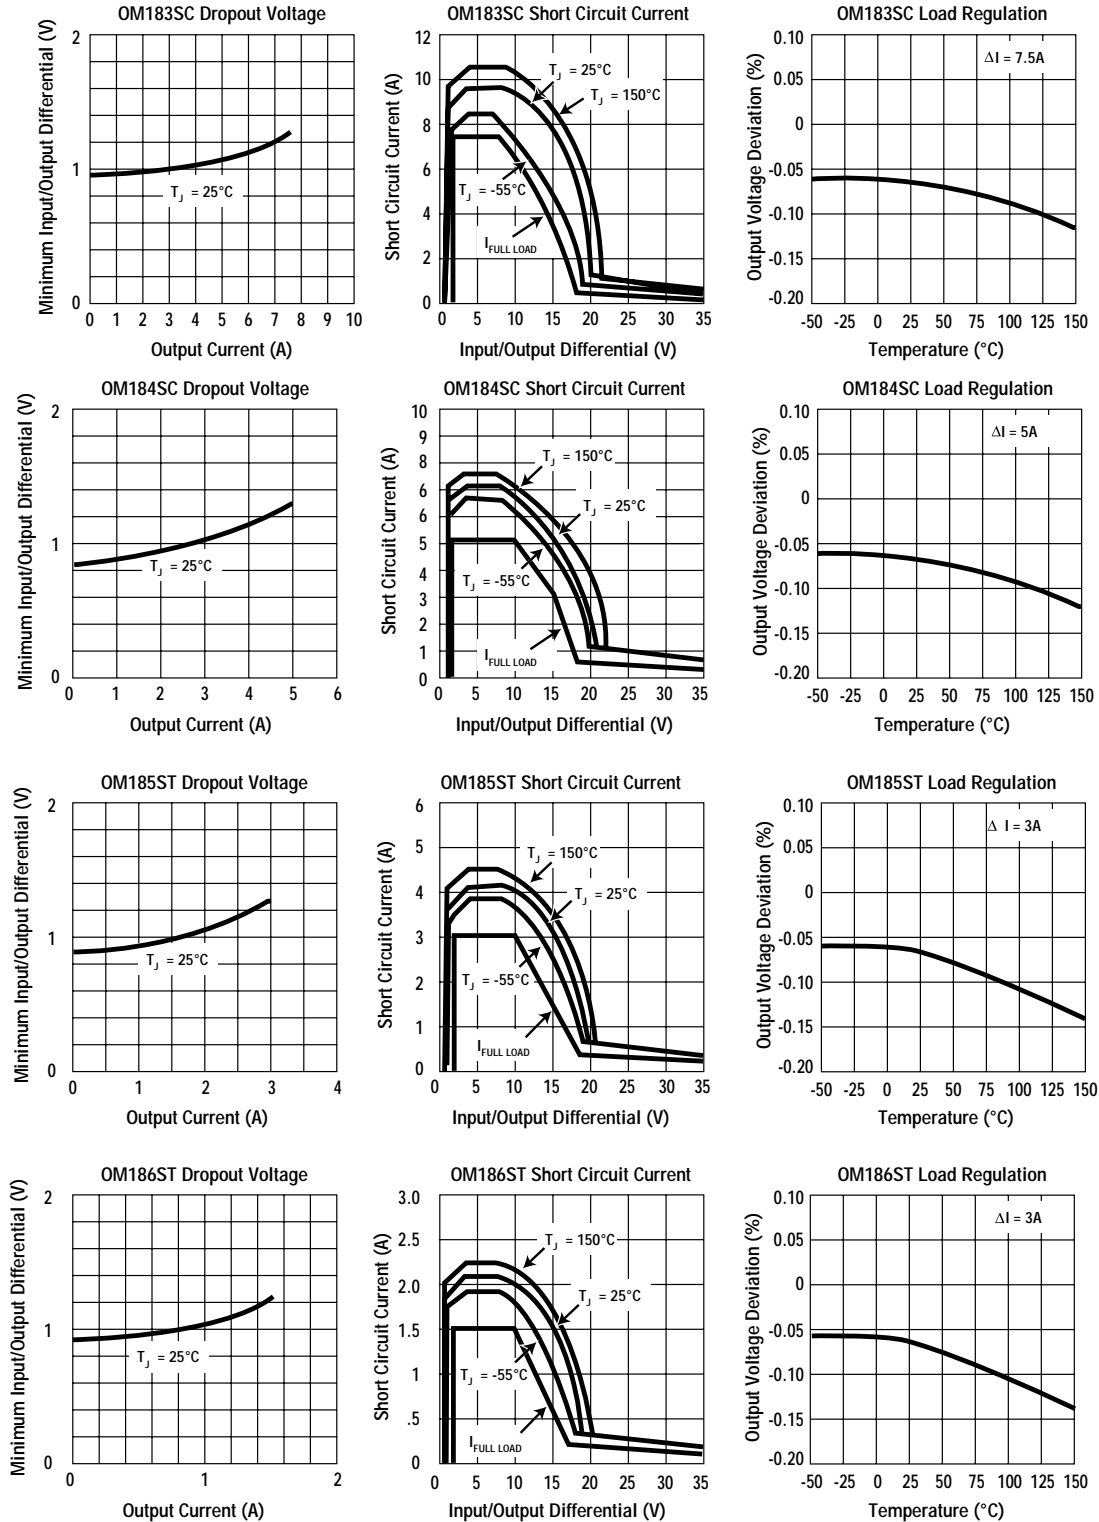 OM183SC Dropout Voltage
Minimum Input/Output Differential (V)
2
1
0
T_J = 25°C
0 1 2 3 4 5 6 7 8 9 10
Output Current (A)
OM183SC Short Circuit Current
Short Circuit Current (A)
12
10
8
6
4
2
0
T_J = 25°C
T_J = 150°C
T_J = -55°C
I_FULL LOAD
0 5 10 15 20 25 30 35
Input/Output Differential (V)
OM183SC Load Regulation
Output Voltage Deviation (%)
0.10
0.05
0
-0.05
-0.10
-0.15
-0.20
ΔI = 7.5A
-50 -25 0 25 50 75 100 125 150
Temperature (°C)
OM184SC Dropout Voltage
Minimum Input/Output Differential (V)
2
1
0
T_J = 25°C
0 1 2 3 4 5 6
Output Current (A)
OM184SC Short Circuit Current
Short Circuit Current (A)
10
9
8
6
6
5
4
3
2
1
0
T_J = 150°C
T_J = 25°C
T_J = -55°C
I_FULL LOAD
0 5 10 15 20 25 30 35
Input/Output Differential (V)
OM184SC Load Regulation
Output Voltage Deviation (%)
0.10
0.05
0
-0.05
-0.10
-0.15
-0.20
ΔI = 5A
-50 -25 0 25 50 75 100 125 150
Temperature (°C)
OM185ST Dropout Voltage
Minimum Input/Output Differential (V)
2
1
0
T_J = 25°C
0 1 2 3 4
Output Current (A)
OM185ST Short Circuit Current
Short Circuit Current (A)
6
5
4
3
2
1
0
T_J = 150°C
T_J = 25°C
T_J = -55°C
I_FULL LOAD
5 10 15 20 25 30 35
Input/Output Differential (V)
OM185ST Load Regulation
Output Voltage Deviation (%)
0.10
0.05
0
-0.05
-0.10
-0.15
-0.20
Δ I = 3A
-50 -25 0 25 50 75 100 125 150
Temperature (°C)
OM186ST Dropout Voltage
Minimum Input/Output Differential (V)
2
1
0
T_J = 25°C
0 1 2
Output Current (A)
OM186ST Short Circuit Current
Short Circuit Current (A)
3.0
2.5
2.0
1.5
1.0
.5
0
T_J = 150°C
T_J = 25°C
T_J = -55°C
I_FULL LOAD
0 5 10 15 20 25 30 35
Input/Output Differential (V)
OM186ST Load Regulation
Output Voltage Deviation (%)
0.10
0.05
0
-0.05
-0.10
-0.15
-0.20
ΔI = 3A
-50 -25 0 25 50 75 100 125 150
Temperature (°C)